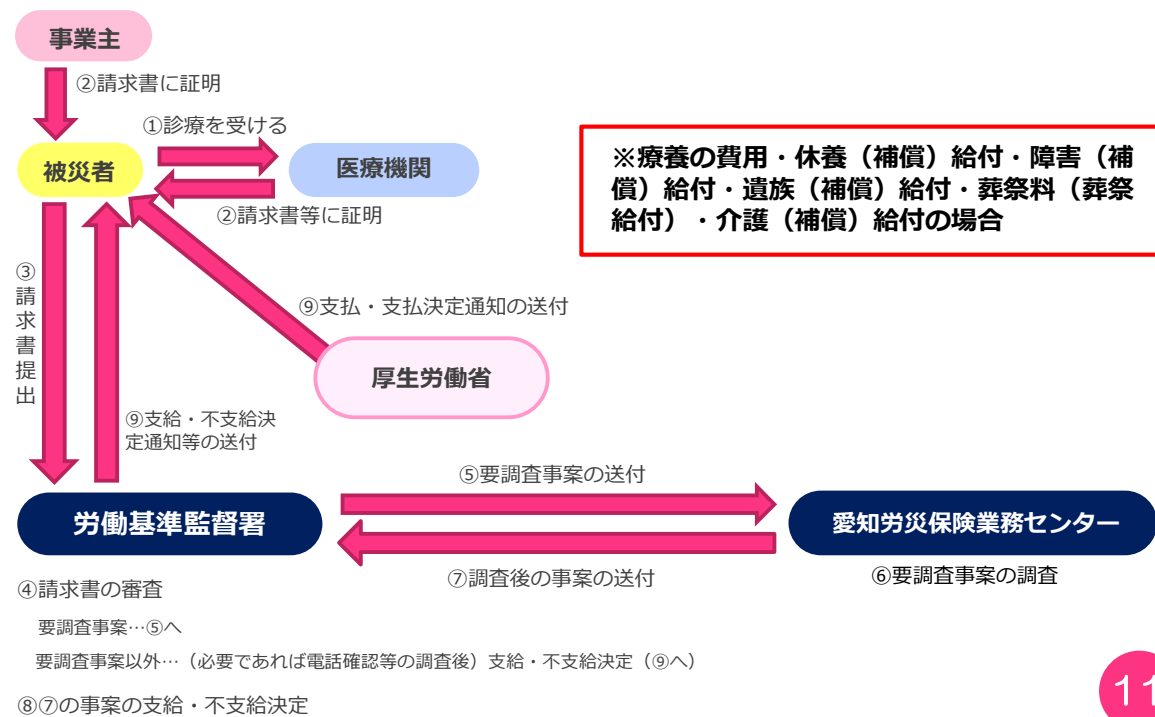 事業主
②請求書に証明
①診療を受ける
被災者
医療機関
②請求書等に証明
※療養の費用・休養（補償）給付・障害（補
償）給付・遺族（補償）給付・葬祭料（葬祭
給付）・介護（補償）給付の場合
③請求書提出
⑨支払・支払決定通知の送付
厚生労働省
⑨支給・不支給決
定通知等の送付
⑤要調査事案の送付
労働基準監督署
愛知労災保険業務センター
⑦調査後の事案の送付
⑥要調査事案の調査
④請求書の審査
要調査事案…⑤へ
要調査事案以外…（必要であれば電話確認等の調査後）支給・不支給決定（⑨へ）
⑧⑦の事案の支給・不支給決定
11